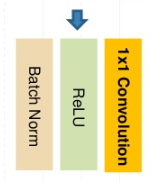 Batch Norm
ReLU
1x1 Convolution